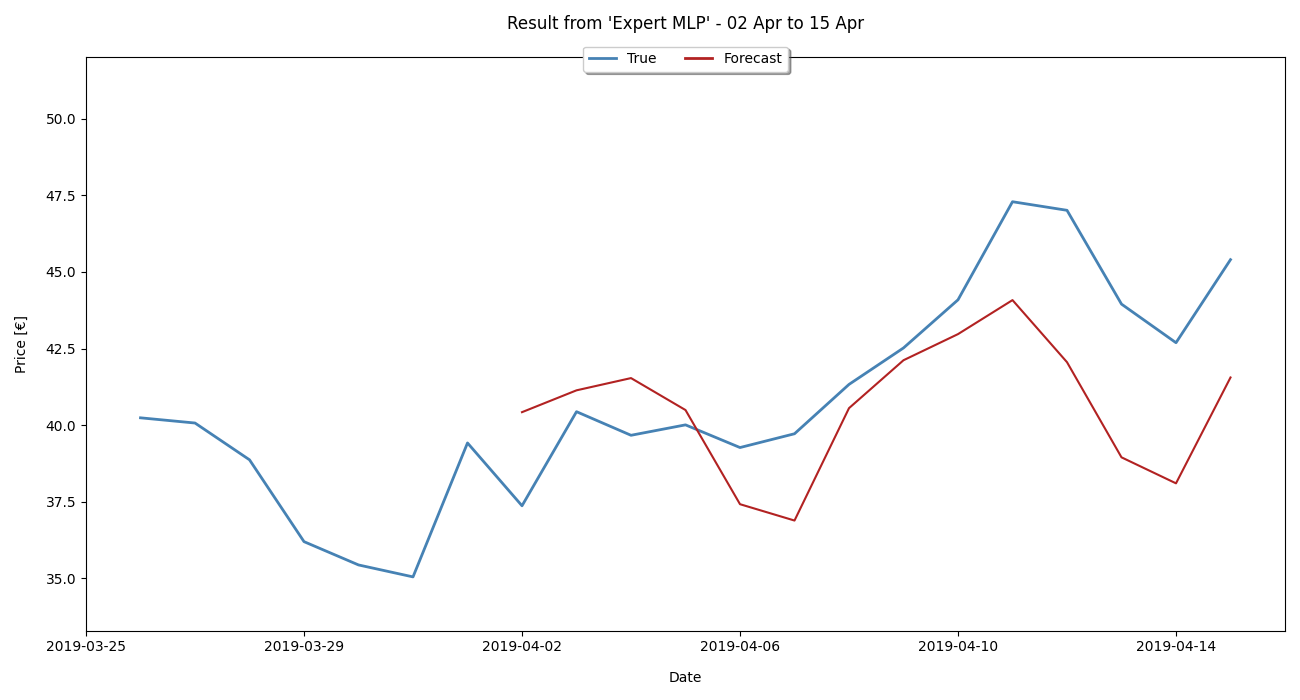 Result from 'Expert MLP' - 02 Apr to 15 Apr
True Forecast
50.0
47.5
45.0
42.5
40.0
37.5
35.0
Price [€]
2019-03-25 2019-03-29 2019-04-02 2019-04-06 2019-04-10 2019-04-14
Date